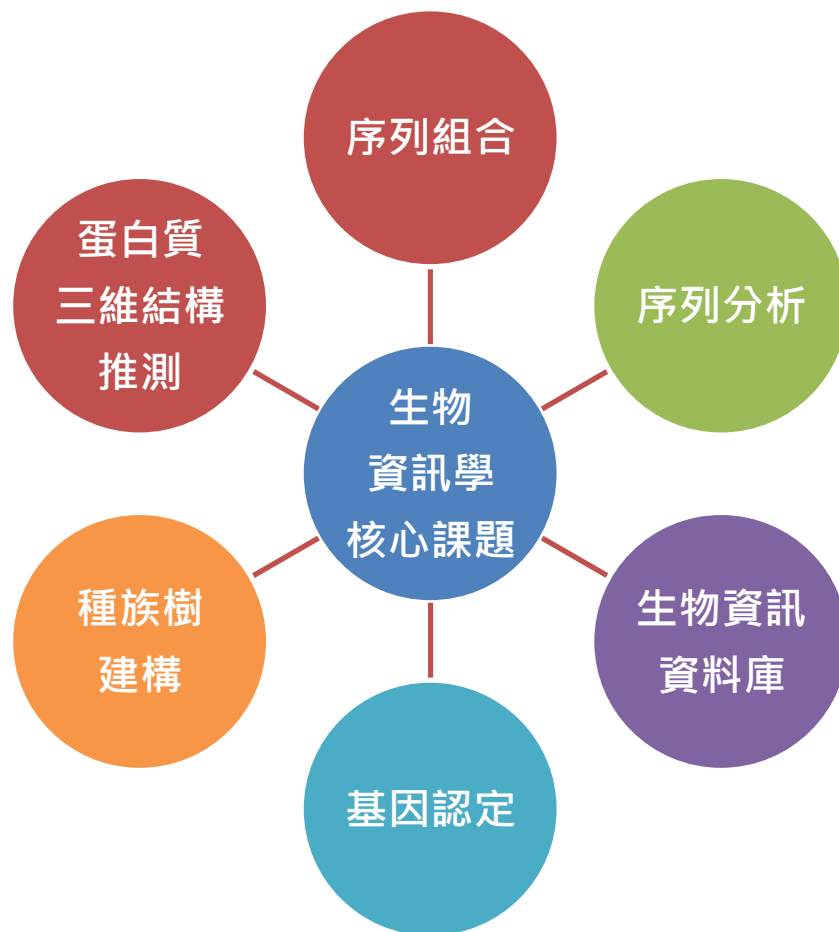 序列組合
蛋白質
三維結構
推測
序列分析
生物
資訊學
核心課題
種族樹
建構
生物資訊
資料庫
基因認定